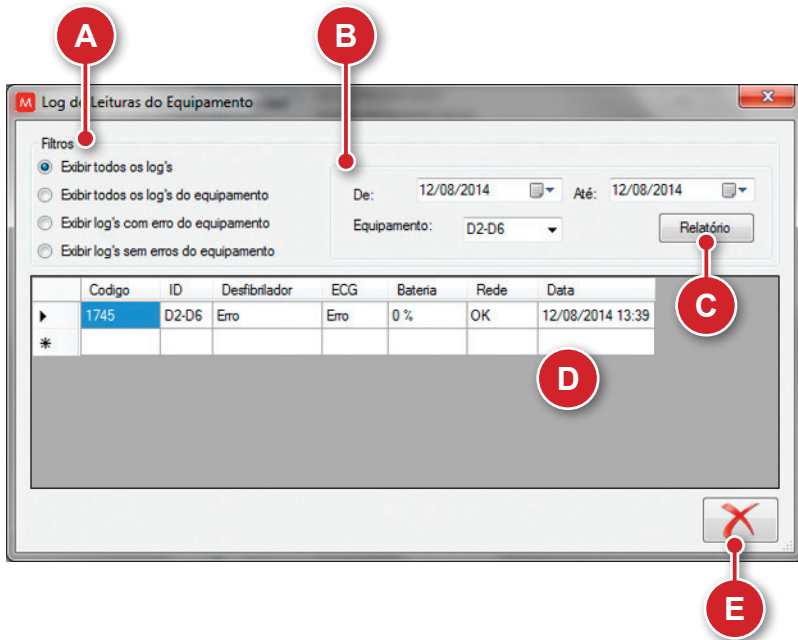 A
B
M Log de Leituras do Equipamento
Filtros
Exibir todos os log's
Exibir todos os log's do equipamento
Exibir log's com erro do equipamento
Exibir log's sem erros do equipamento
De: 12/08/2014 Até: 12/08/2014
Equipamento: D2-D6 Relatório
C
Codigo ID Desfibrilador ECG Bateria Rede Data
1745 D2-D6 Erro Erro 0 % OK 12/08/2014 13:39
D
E